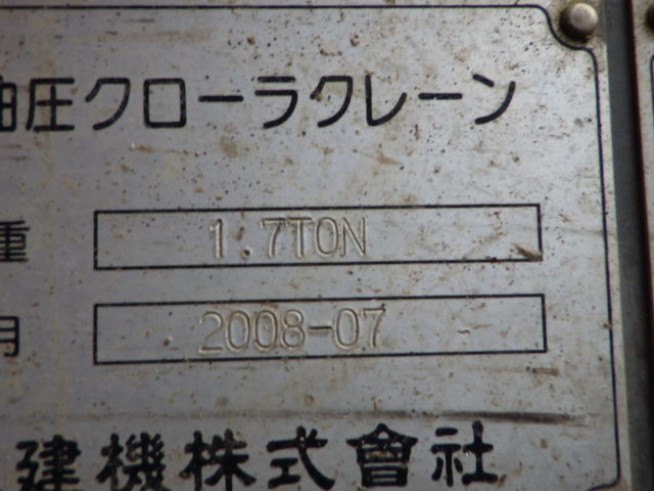 油圧クローラクレーン
重 1.7TON
月 2008-07
建機株式會社